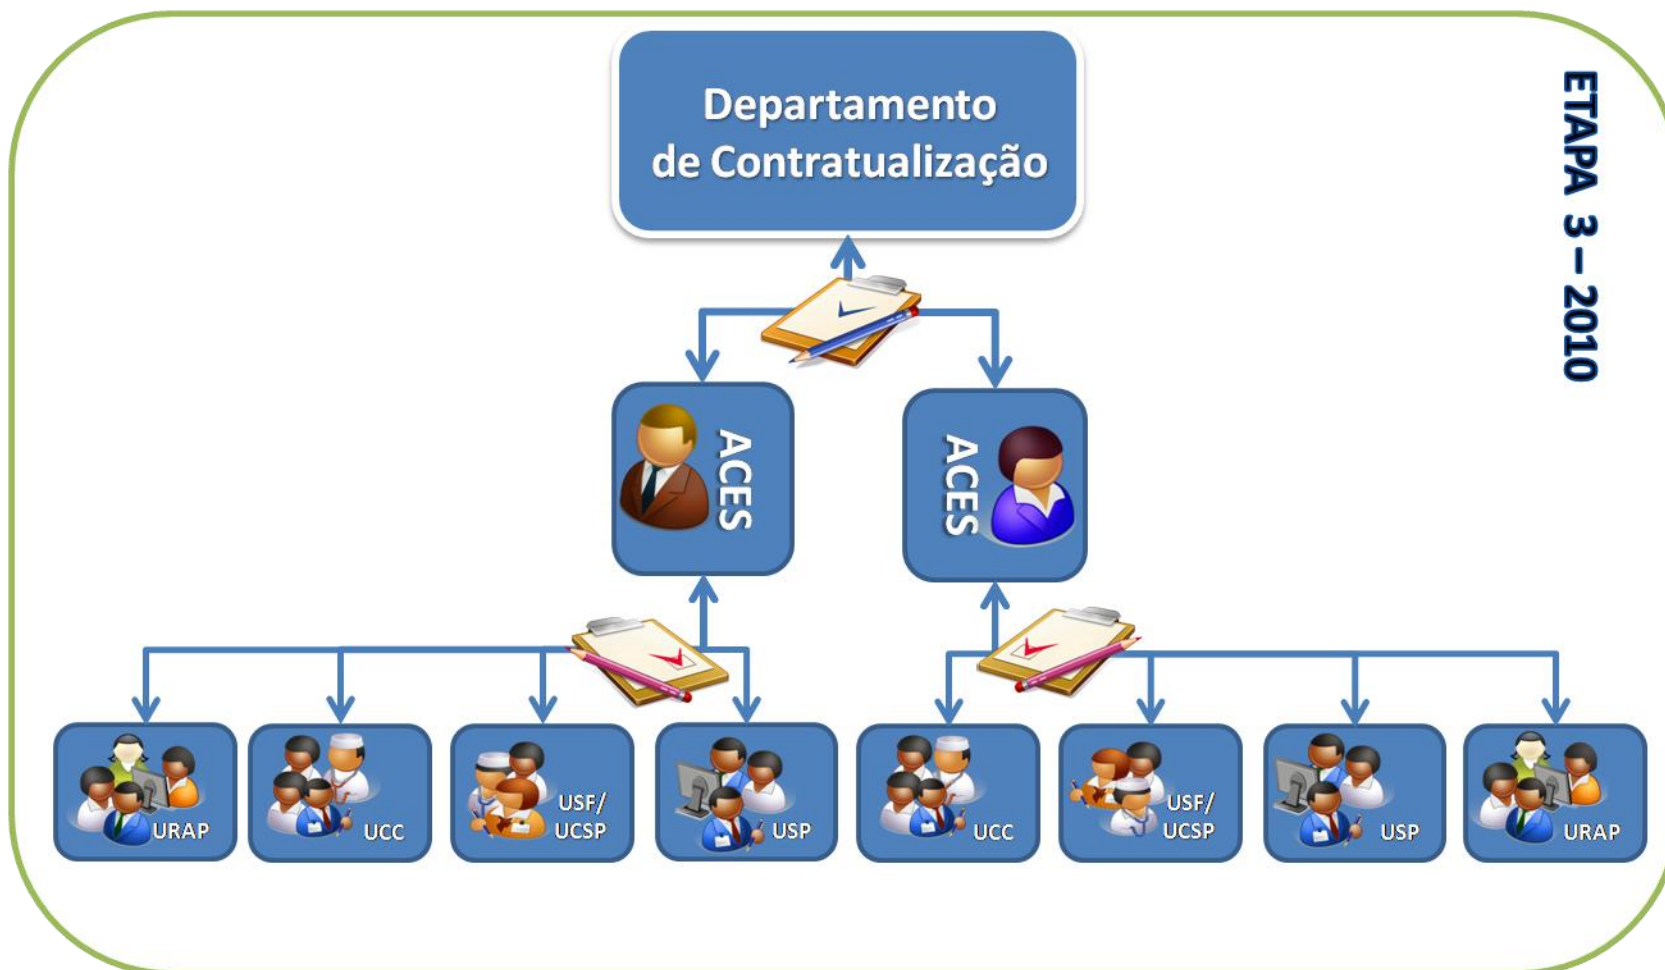 Departamento
de Contratualização
ETAPA 3 – 2010
ACES
ACES
URAP
UCC
USF/
UCSP
USP
UCC
USF/
UCSP
USP
URAP